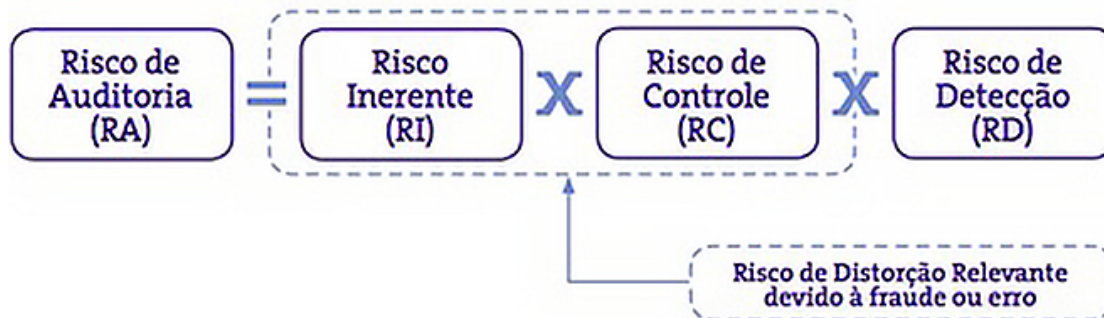 Risco de
Auditoria
(RA)
=
Risco
Inerente
(RI)
X
Risco de
Controle
(RC)
X
Risco de
Detecção
(RD)
Risco de Distorção Relevante
devido à fraude ou erro